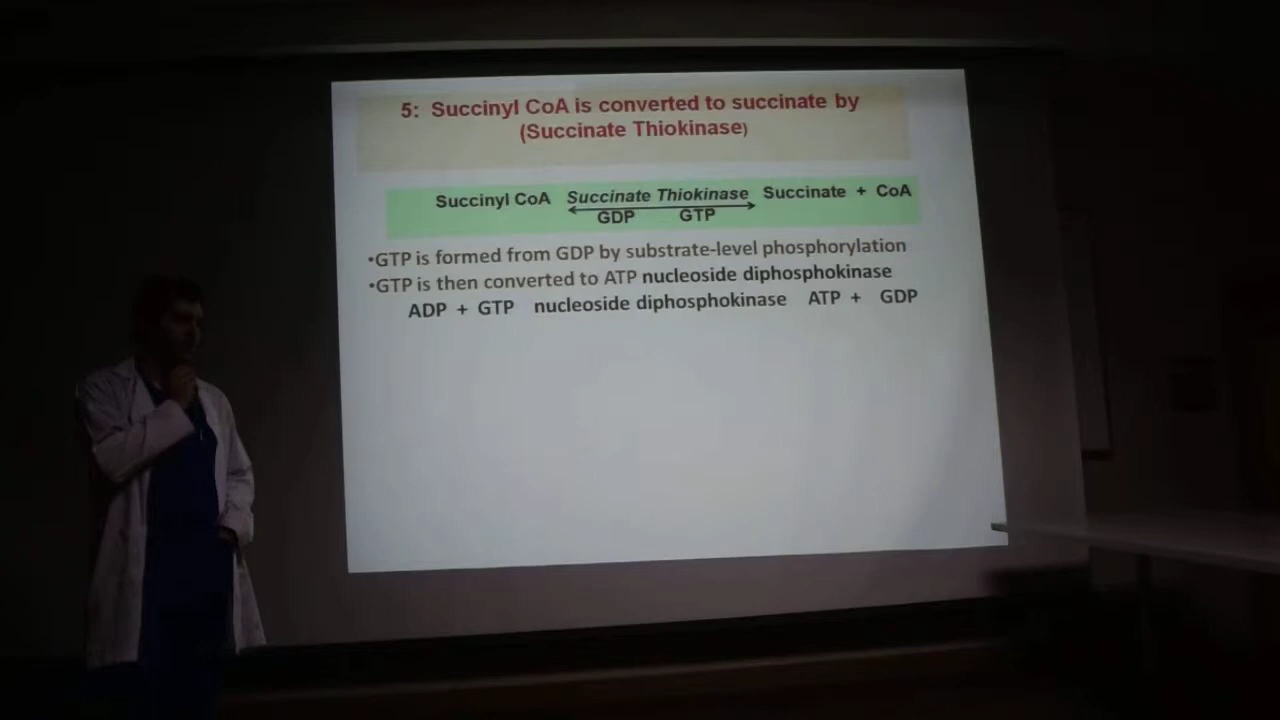 5: Succinyl CoA is converted to succinate by
(Succinate Thiokinase)
Succinyl CoA Succinate Thiokinase Succinate + CoA
GDP GTP
•GTP is formed from GDP by substrate-level phosphorylation
•GTP is then converted to ATP nucleoside diphosphokinase
ADP + GTP nucleoside diphosphokinase ATP + GDP